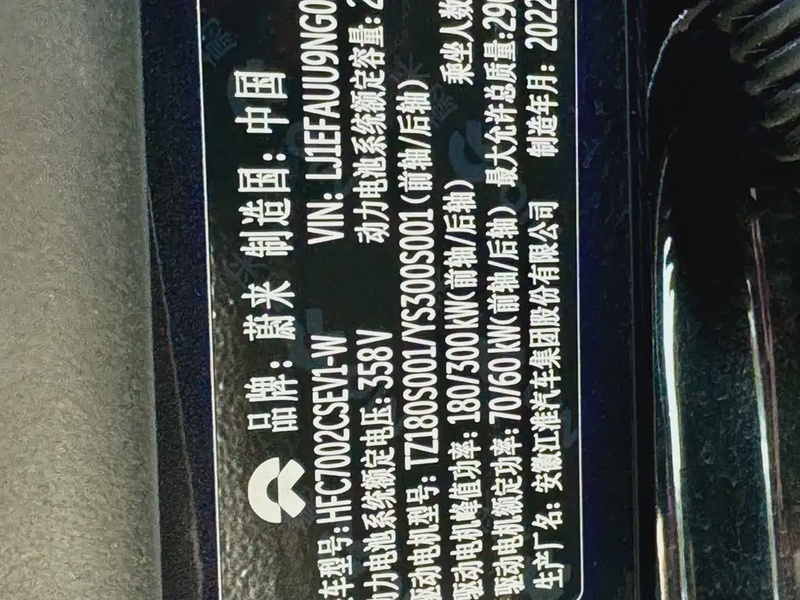 品牌：蔚来 制造国：中国
车型号：HFC7002CSEV1-W VIN：LJ1EFAUU9NG0
动力电池系统额定电压：358V 动力电池系统额定容量：2
驱动电机型号：TZ180S001/YS300S001(前轴/后轴)
驱动电机峰值功率：180/300kW(前轴/后轴) 乘坐人数
驱动电机额定功率：70/60kW(前轴/后轴) 最大允许总质量：290
生产厂名：安徽江淮汽车集团股份有限公司 制造年月：2022